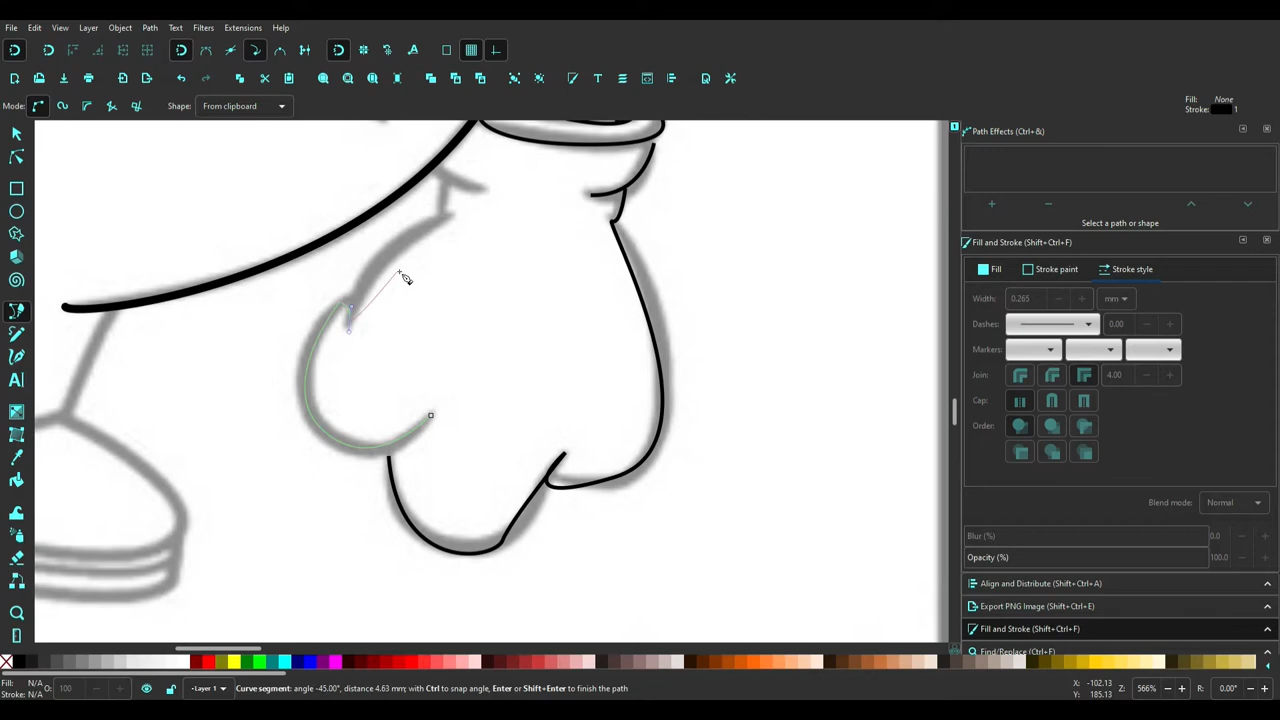 File Edit View Layer Object Path Text Filters Extensions Help
Mode: Shape: From clipboard
Fill: None
Stroke: 1
Path Effects (Ctrl+&)
Select a path or shape
Fill and Stroke (Shift+Ctrl+F)
Fill Stroke paint Stroke style
Width: 0.265 mm
Dashes: 0.00
Markers:
Join: 4.00
Cap:
Order:
Blend mode: Normal
Blur (%) 0.0
Opacity (%) 100.0
Align and Distribute (Shift+Ctrl+A)
Export PNG Image (Shift+Ctrl+E)
Fill and Stroke (Shift+Ctrl+F)
Find/Replace (Ctrl+F)
Fill: N/A
Stroke: N/A
O: 100
Layer 1
Curve segment: angle -45.00°, distance 4.63 mm; with Ctrl to snap angle, Enter or Shift+Enter to finish the path
X: -102.13
Y: 185.13
Z: 566%
R: 0.00°